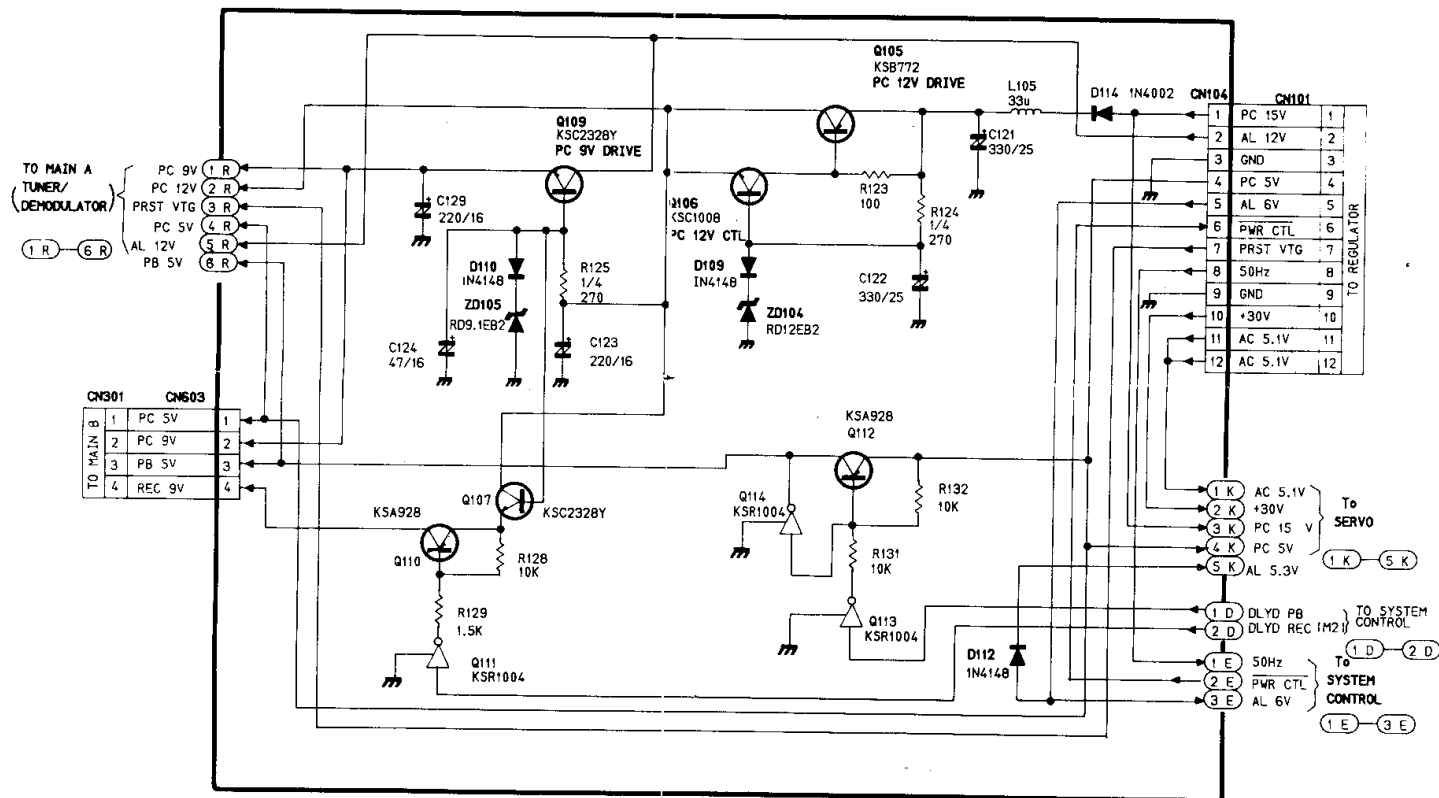 Q105
KSB772
PC 12V DRIVE
L105
33u
D114 1N4002
CN104
CN101
1 PC 15V 1
2 AL 12V 2
3 GND 3
4 PC 5V 4
5 AL 6V 5
6 PWR CTL 6
7 PRST VTG 7
8 50Hz 8
9 GND 9
10 +30V 10
11 AC 5.1V 11
12 AC 5.1V 12
TO REGULATOR
Q109
KSC2328Y
PC 9V DRIVE
C121
330/25
TO MAIN A
TUNER/
DEMODULATOR
PC 9V 1 R
PC 12V 2 R
PRST VTG 3 R
PC 5V 4 R
AL 12V 5 R
PB 5V 6 R
1 R 6 R
C129
220/16
Q106
KSC1008
PC 12V CTL
R123
100
R124
1/4
270
D110
1N4148
R125
1/4
270
D109
IN4148
C122
330/25
ZD105
RD9.1EB2
ZD104
RD12EB2
C124
47/16
C123
220/16
CN301
CN603
TO MAIN B
1 PC 5V 1
2 PC 9V 2
3 PB 5V 3
4 REC 9V 4
KSA928
Q112
Q107
KSC2328Y
Q114
KSR1004
R132
10K
KSA928
Q110
R128
10K
R131
10K
R129
1.5K
Q113
KSR1004
Q111
KSR1004
D112
1N4148
1 K AC 5.1V
2 K +30V
3 K PC 15 V
4 K PC 5V
5 K AL 5.3V
To
SERVO
1 K 5 K
1 D DLYD PB
2 D DLYD REC (M2)
TO SYSTEM
CONTROL
1 D 2 D
1 E 50Hz
2 E PWR CTL
3 E AL 6V
To
SYSTEM
CONTROL
1 E 3 E